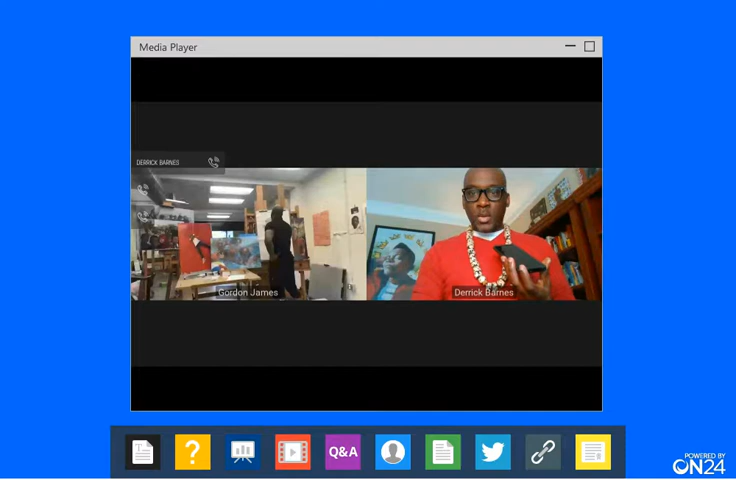 Media Player
DERRICK BARNES
Gordon James
Derrick Barnes
?
Q&A
POWERED BY
ON24